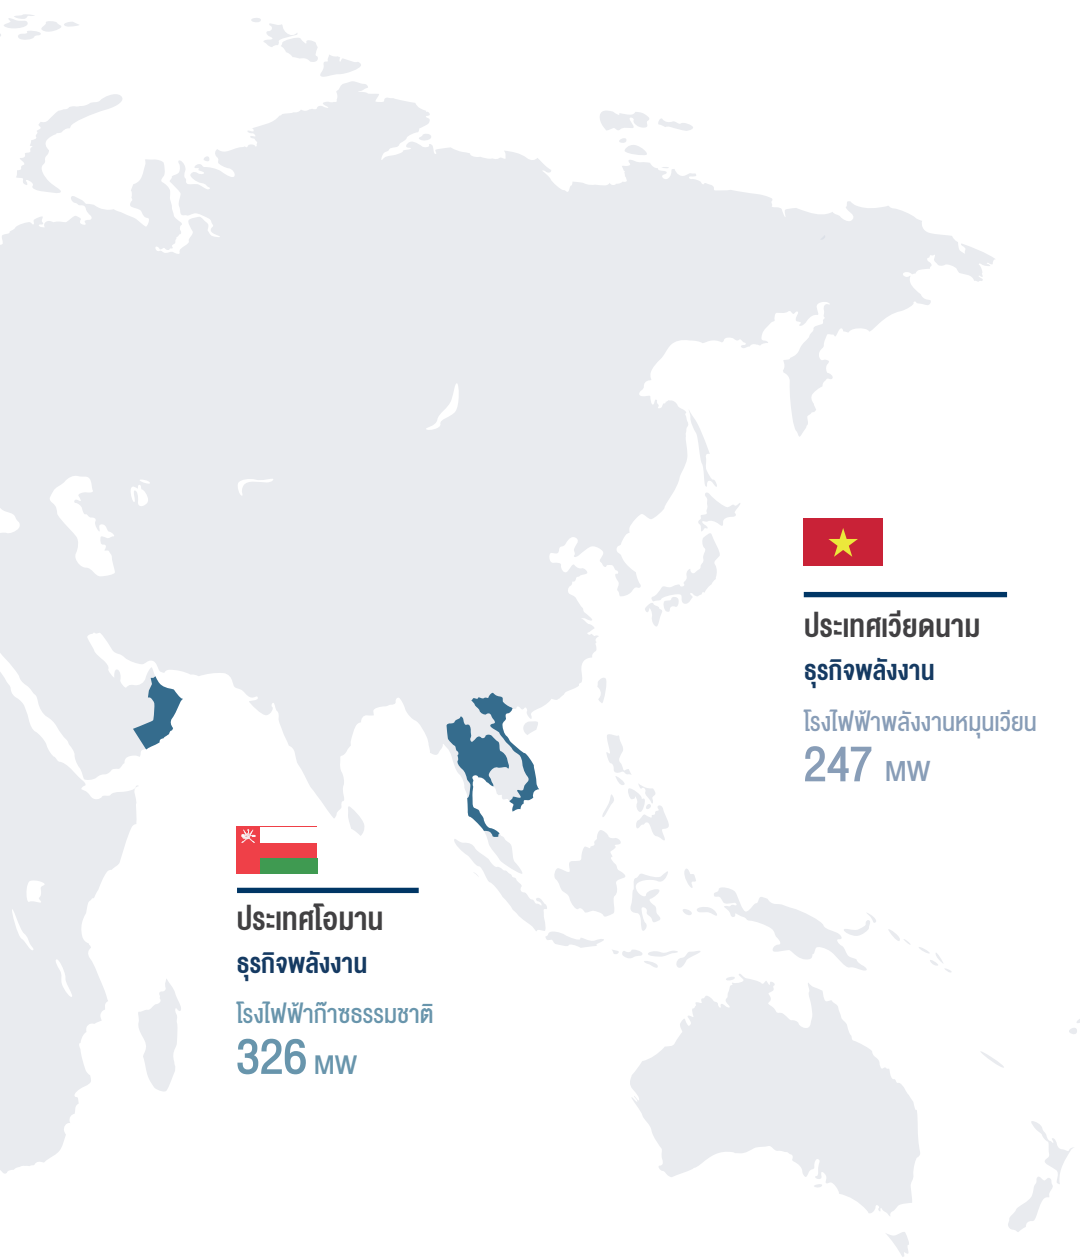 ประเทศเวียดนาม
ธุรกิจพลังงาน
โรงไฟฟ้าพลังงานหมุนเวียน
247 MW
ประเทศโอมาน
ธุรกิจพลังงาน
โรงไฟฟ้าก๊าซธรรมชาติ
326 MW